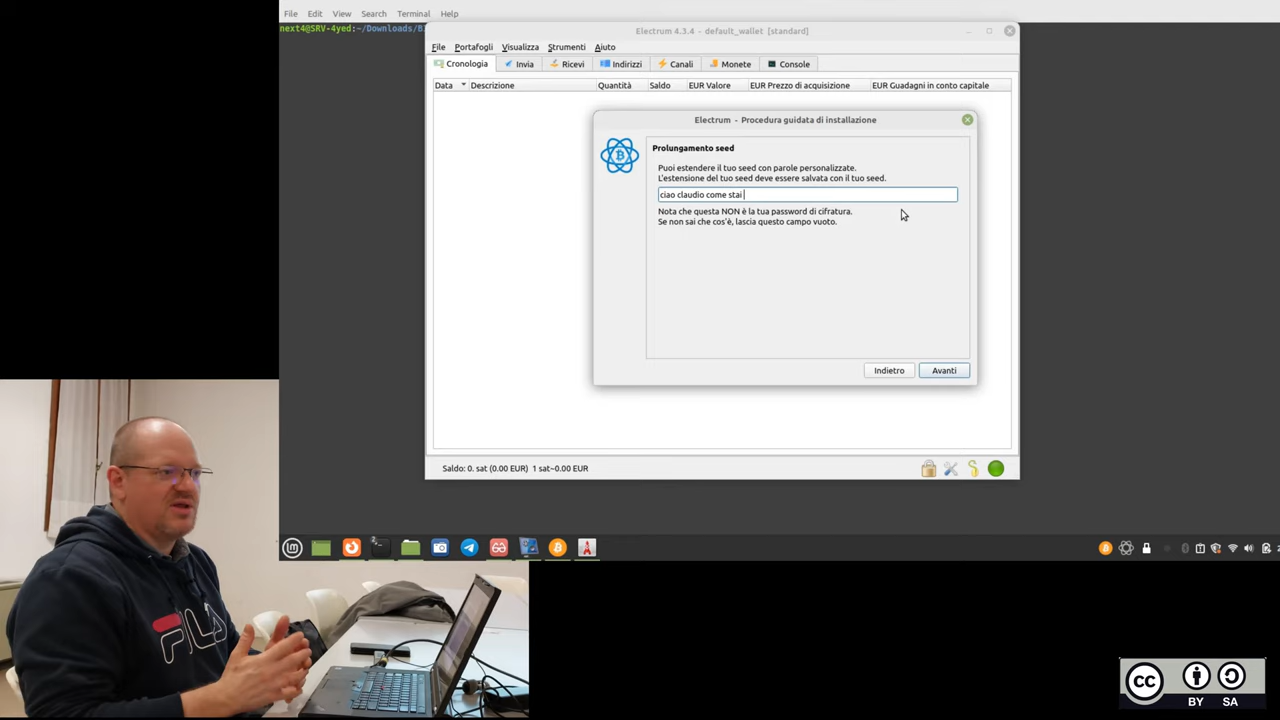 File Edit View Search Terminal Help
next4@SRV-4yed:~/Downloads/B
Electrum 4.3.4 - default_wallet [standard]
File Portafogli Visualizza Strumenti Aiuto
Cronologia Invia Ricevi Indirizzi Canali Monete Console
Data Descrizione Quantità Saldo EUR Valore EUR Prezzo di acquisizione EUR Guadagni in conto capitale
Electrum - Procedura guidata di installazione
Prolungamento seed
Puoi estendere il tuo seed con parole personalizzate.
L'estensione del tuo seed deve essere salvata con il tuo seed.
ciao claudio come stai
Nota che questa NON è la tua password di cifratura.
Se non sai che cos'è, lascia questo campo vuoto.
Indietro Avanti
Saldo: 0. sat (0.00 EUR) 1 sat~0.00 EUR
FILA
CC
BY SA